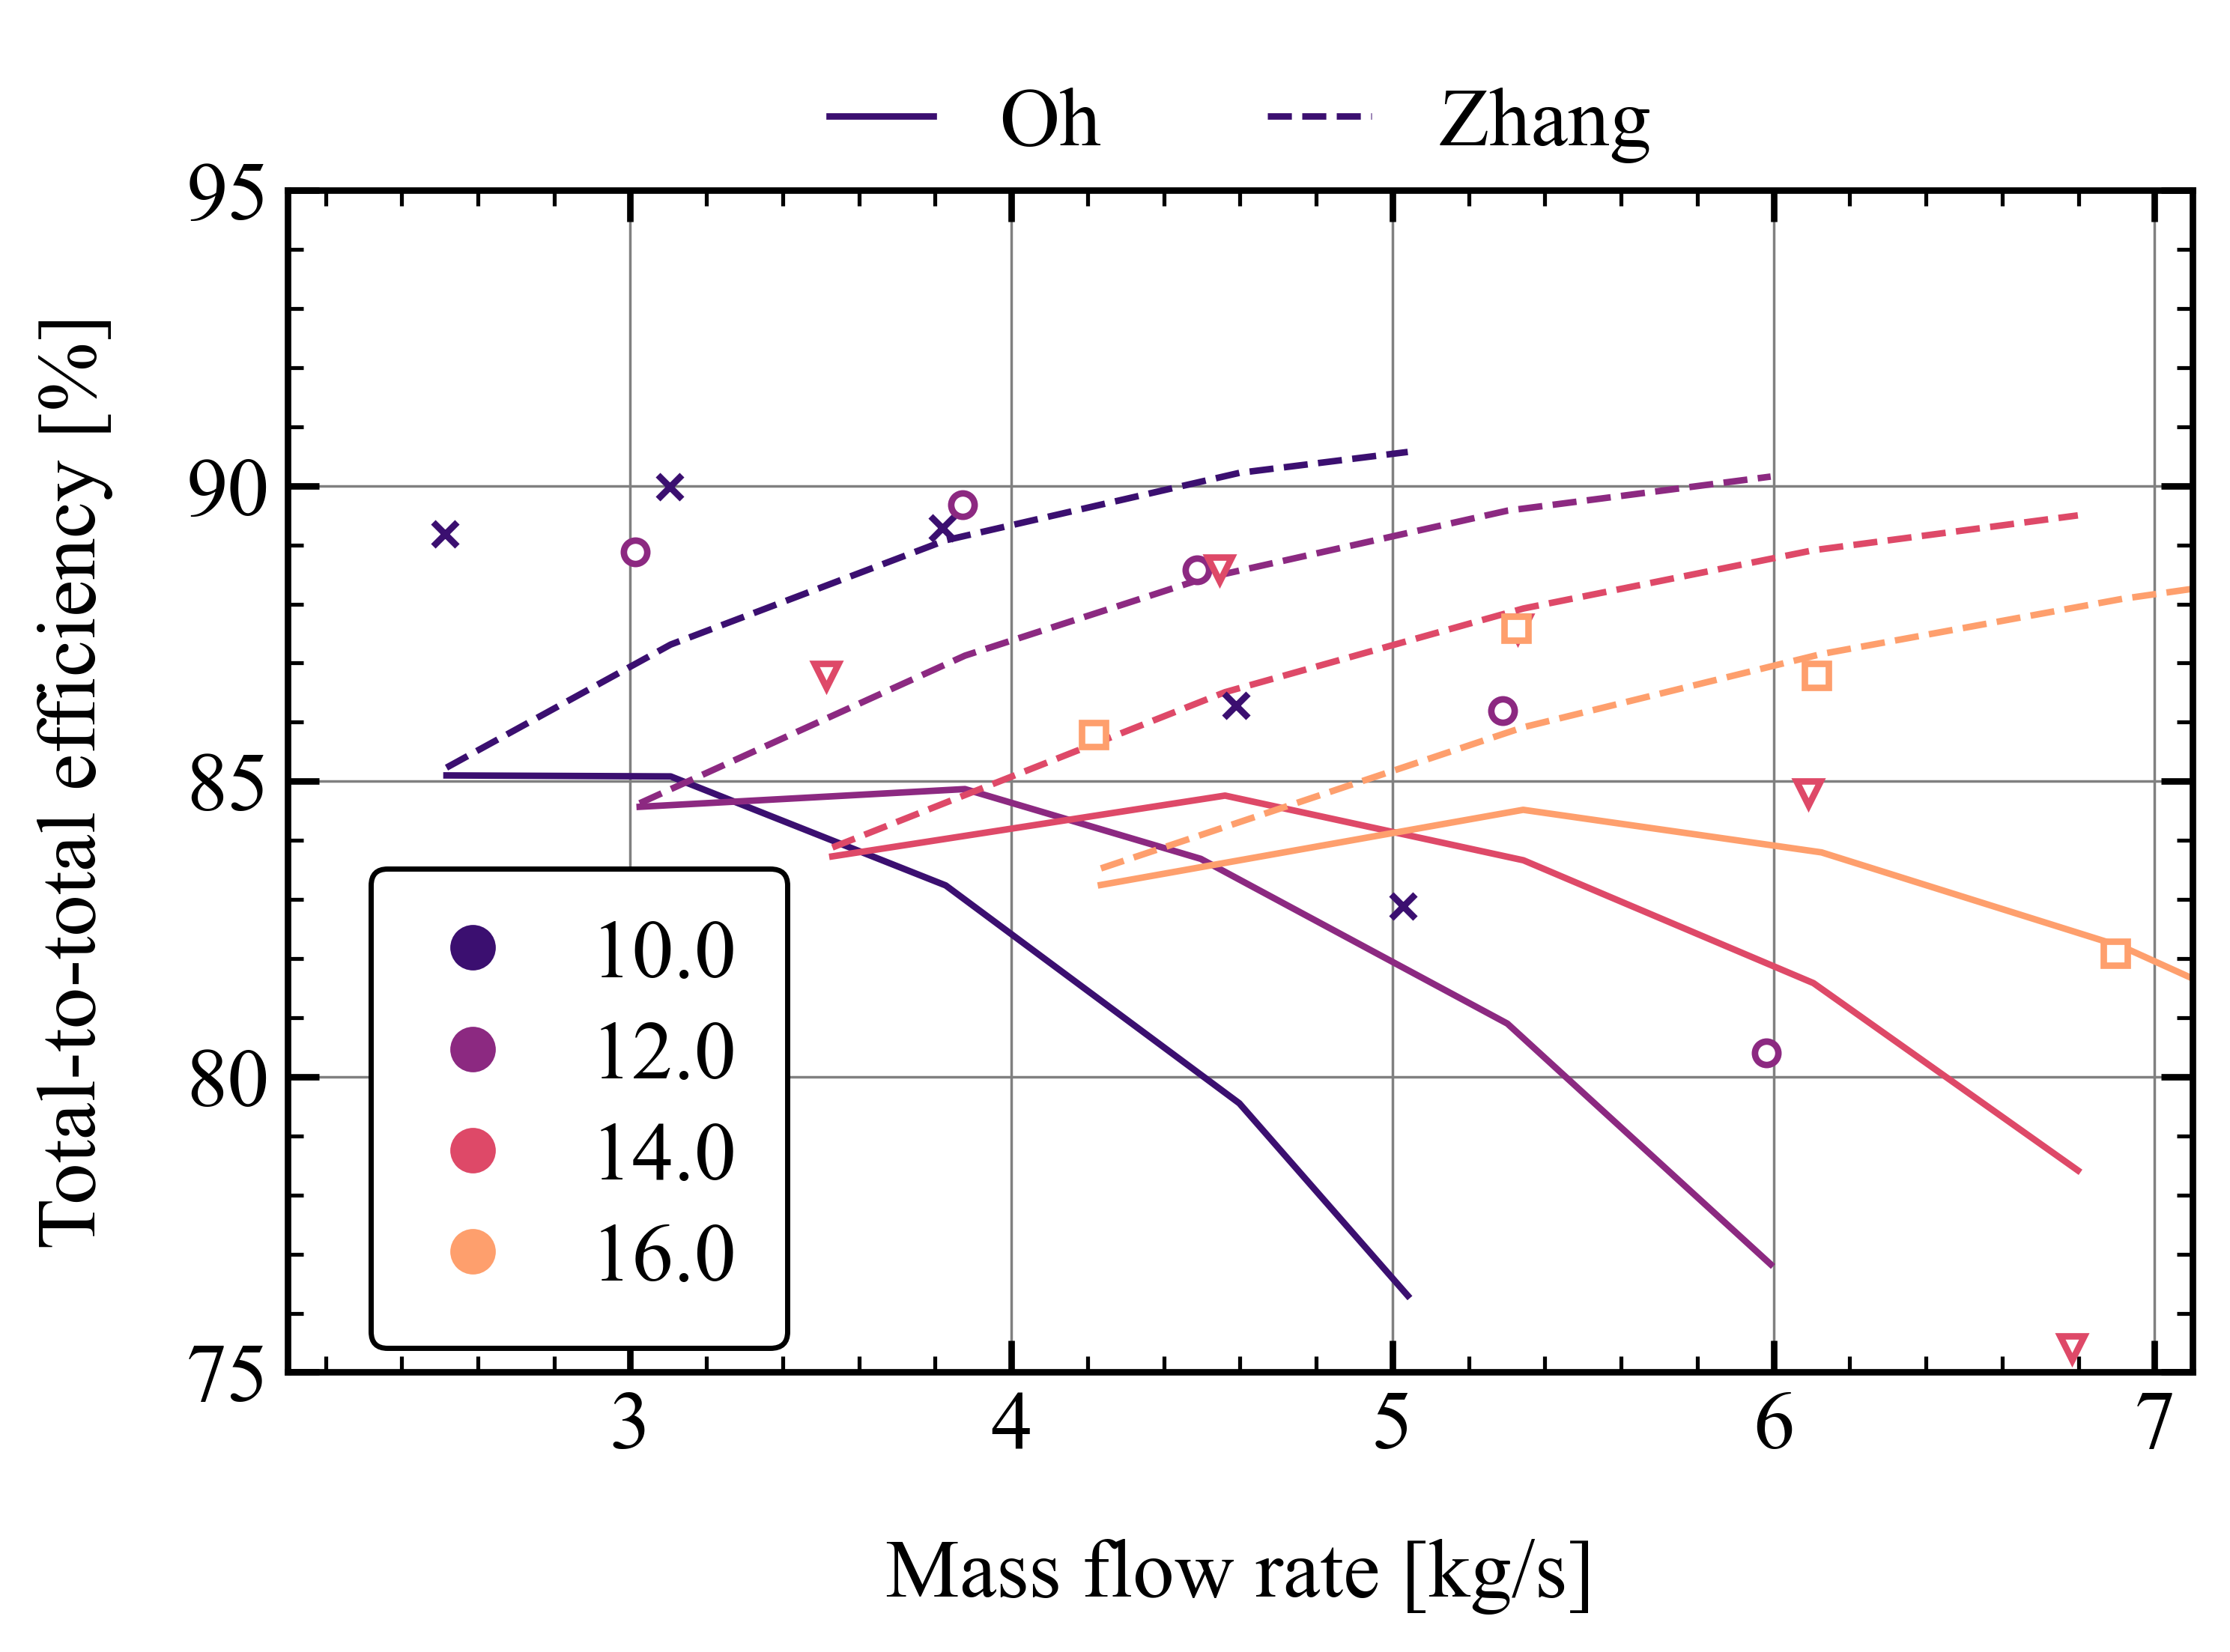 Oh Zhang
95
90
85
80
75
Total-to-total efficiency [%]
10.0
12.0
14.0
16.0
3 4 5 6 7
Mass flow rate [kg/s]